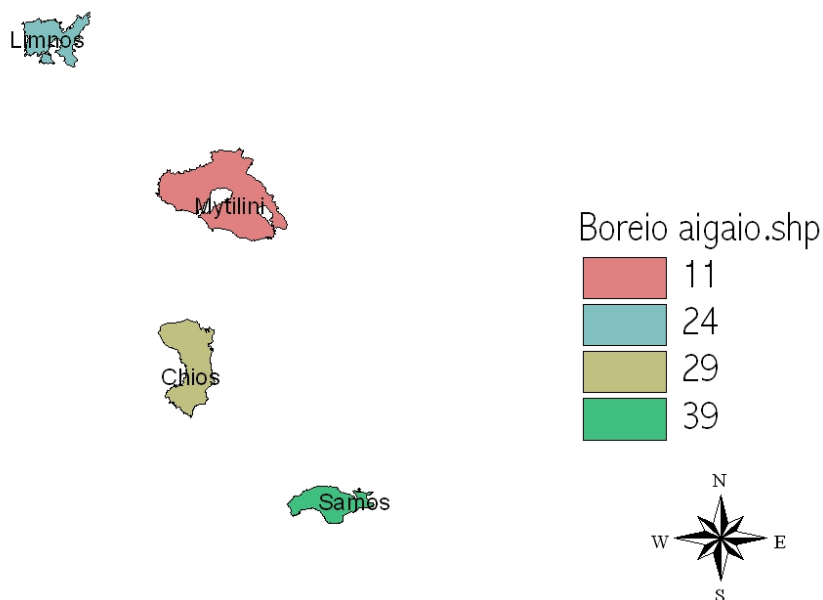 Limnos
Mytilini
Chios
Samos
Boreio aigaio.shp
11
24
29
39
N
W
E
S